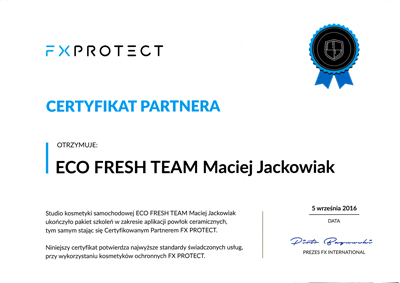 FXPROTECT
CERTYFIKAT PARTNERA
OTRZYMUJE:
ECO FRESH TEAM Maciej Jackowiak
Studio kosmetyki samochodowej ECO FRESH TEAM Maciej Jackowiak
ukończyło pakiet szkoleń w zakresie aplikacji powłok ceramicznych,
tym samym stając się Certyfikowanym Partnerem FX PROTECT.
Niniejszy certyfikat potwierdza najwyższe standardy świadczonych usług,
przy wykorzystaniu kosmetyków ochronnych FX PROTECT.
5 września 2016
DATA
PREZES FX INTERNATIONAL